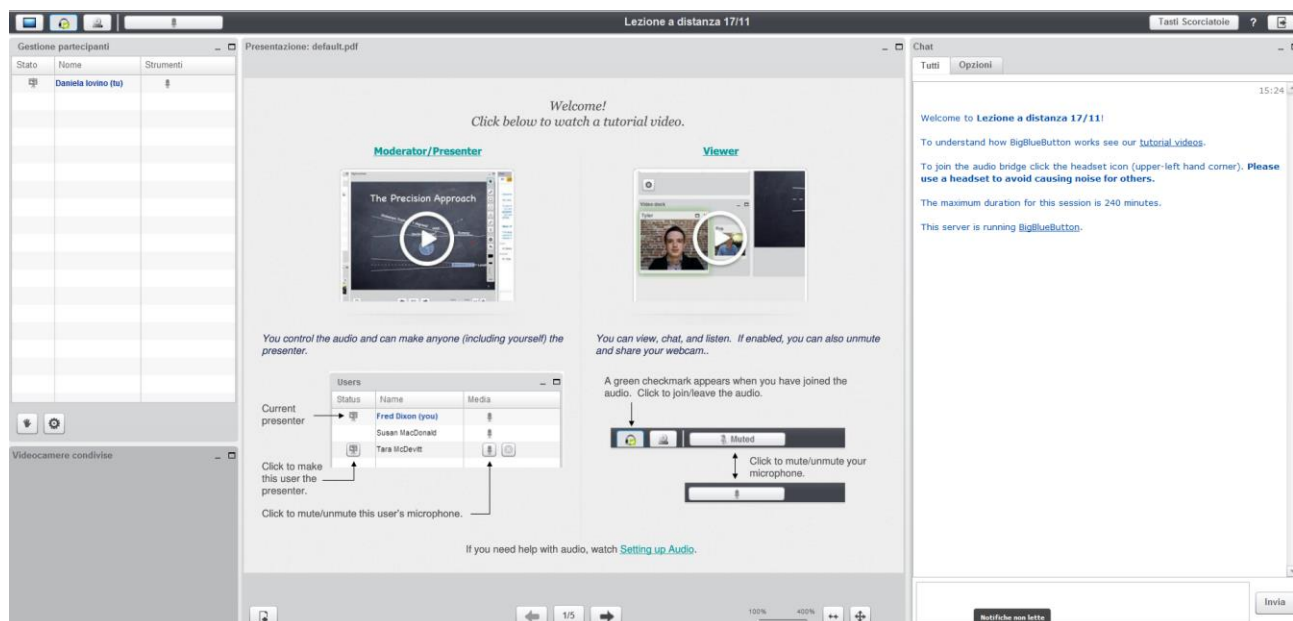 Lezione a distanza 17/11
Tasti Scorciatoie
?
Gestione partecipanti
Stato Nome Strumenti
Daniela Iovino (tu)
Videocamere condivise
Presentazione: default.pdf
Welcome!
Click below to watch a tutorial video.
Moderator/Presenter
The Precision Approach
You control the audio and can make anyone (including yourself) the
presenter.
Users
Status Name Media
Current
presenter
Fred Dixon (you)
Susan MacDonald
Tara McDevitt
Click to make
this user the
presenter.
Click to mute/unmute this user's microphone.
Viewer
Video dock
Tyler
You can view, chat, and listen. If enabled, you can also unmute
and share your webcam..
A green checkmark appears when you have joined the
audio. Click to join/leave the audio.
Muted
Click to mute/unmute your
microphone.
If you need help with audio, watch Setting up Audio.
1/5
100% 400%
Chat
Tutti Opzioni
15:24
Welcome to Lezione a distanza 17/11!
To understand how BigBlueButton works see our tutorial videos.
To join the audio bridge click the headset icon (upper-left hand corner). Please
use a headset to avoid causing noise for others.
The maximum duration for this session is 240 minutes.
This server is running BigBlueButton.
Invia
Notifiche non lette